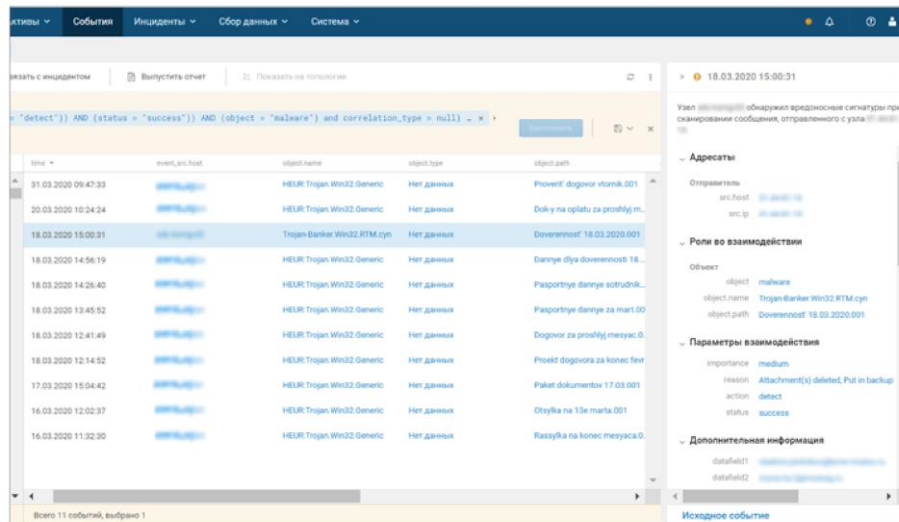 ктивы События Инциденты Сбор данных Система
вязать с инцидентом Выпустить отчет Показать на топологии
= "detect")) AND (status = "success")) AND (object = "malware") and correlation_type = null) …
time event_src.host object.name object.type object.path
31.03.2020 09:47:33 HEUR:Trojan.Win32.Generic Нет данных Proverit' dogovor vtornik.001
20.03.2020 10:24:24 HEUR:Trojan.Win32.Generic Нет данных Dok-y na oplatu za proshlyj m...
18.03.2020 15:00:31 Trojan-Banker.Win32.RTM.cyn Нет данных Doverennost' 18.03.2020.001
18.03.2020 14:56:19 HEUR:Trojan.Win32.Generic Нет данных Dannye dlya doverennosti 18...
18.03.2020 14:26:40 HEUR:Trojan.Win32.Generic Нет данных Pasportnye dannye sotrudnik...
18.03.2020 13:45:52 HEUR:Trojan.Win32.Generic Нет данных Pasportnye dannye za mart.00
18.03.2020 12:41:49 HEUR:Trojan.Win32.Generic Нет данных Dogovor za proshlyj mesyac.0
18.03.2020 12:14:52 HEUR:Trojan.Win32.Generic Нет данных Proekt dogovora za konec fevr
17.03.2020 15:04:42 HEUR:Trojan.Win32.Generic Нет данных Paket dokumentov 17.03.001
16.03.2020 12:02:37 HEUR:Trojan.Win32.Generic Нет данных Otsylka na 13e marta.001
16.03.2020 11:32:30 HEUR:Trojan.Win32.Generic Нет данных Rassylka na konec mesyaca.0
Всего 11 событий, выбрано 1
18.03.2020 15:00:31
Узел обнаружил вредоносные сигнатуры при
сканировании сообщения, отправленного с узла
Адресаты
Отправитель
src.host
src.ip
Роли во взаимодействии
Объект
object malware
object.name Trojan-Banker.Win32.RTM.cyn
object.path Doverennost' 18.03.2020.001
Параметры взаимодействия
importance medium
reason Attachment(s) deleted, Put in backup
action detect
status success
Дополнительная информация
datafield1
datafield2
Исходное событие